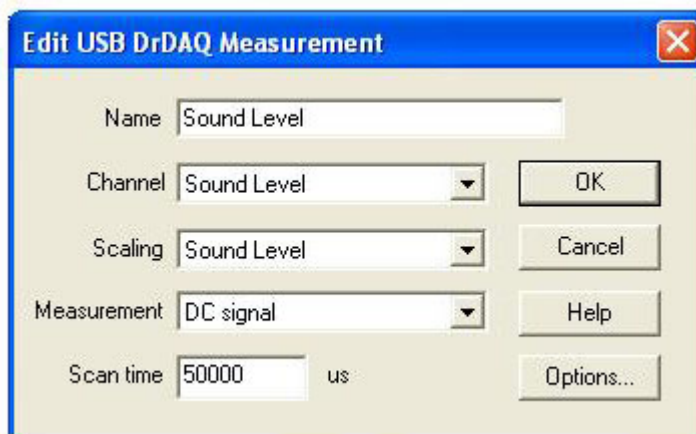 Edit USB DrDAQ Measurement
Name Sound Level
Channel Sound Level OK
Scaling Sound Level Cancel
Measurement DC signal Help
Scan time 50000 us Options...